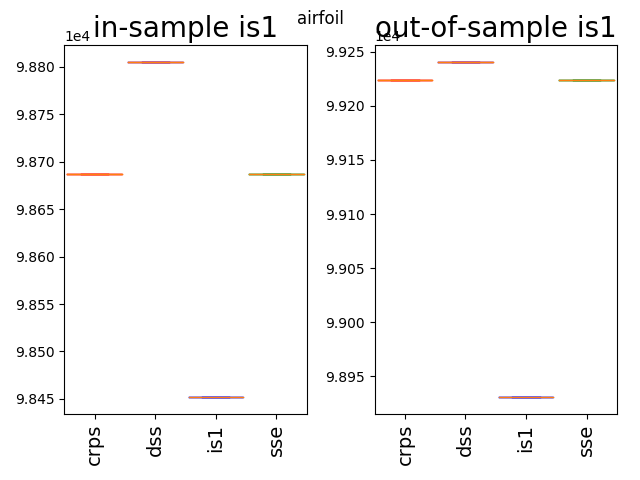 airfoil
in-sample is1
1e4
9.880
9.875
9.870
9.865
9.860
9.855
9.850
9.845
crps
dss
is1
sse
out-of-sample is1
1e4
9.925
9.920
9.915
9.910
9.905
9.900
9.895
crps
dss
is1
sse